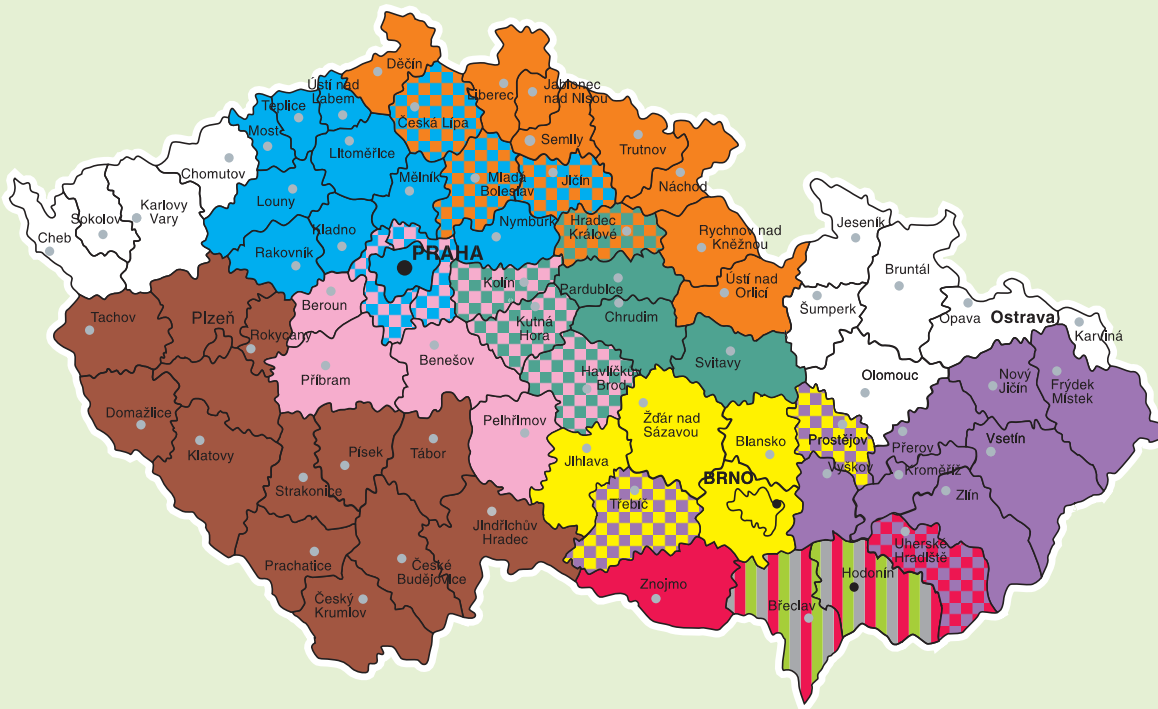 Děčín
Ústí nad
Labem
Teplice
Most
Liberec
Jablonec
nad Nisou
Česká Lípa
Semily
Trutnov
Litoměřice
Chomutov
Mělník
Mladá
Boleslav
Jičín
Náchod
Karlovy
Vary
Sokolov
Cheb
Louny
Kladno
Nymburk
Hradec
Králové
Rychnov nad
Kněžnou
Jeseník
Rakovník
PRAHA
Bruntál
Kolín
Pardubice
Ústí nad
Orlicí
Beroun
Šumperk
Opava
Ostrava
Karviná
Tachov
Plzeň
Rokycany
Kutná
Hora
Chrudim
Benešov
Svitavy
Příbram
Havlíčkův
Brod
Olomouc
Nový
Jičín
Frýdek
Místek
Domažlice
Pelhřimov
Žďár nad
Sázavou
Blansko
Prostějov
Přerov
Vsetín
Klatovy
Písek
Tábor
Jihlava
Vyškov
Kroměříž
BRNO
Zlín
Strakonice
Třebíč
Jindřichův
Hradec
Uherské
Hradiště
Prachatice
České
Budějovice
Znojmo
Hodonín
Český
Krumlov
Břeclav